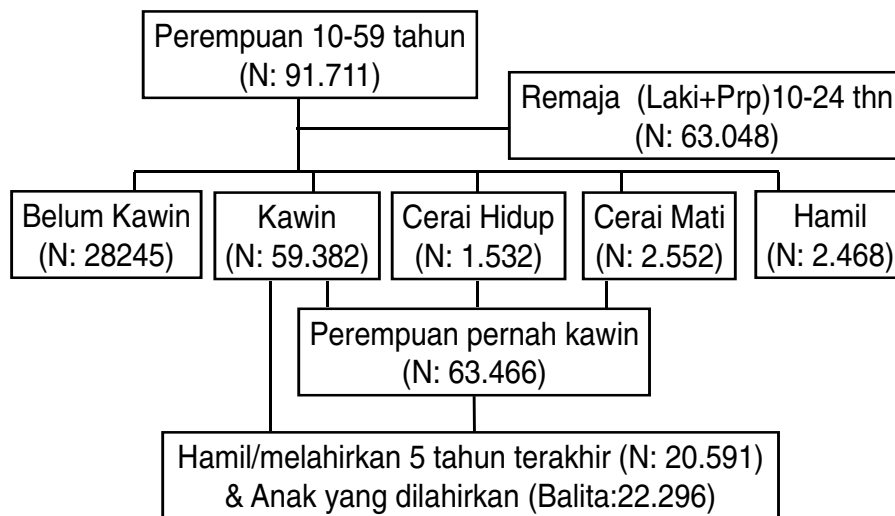 Perempuan 10-59 tahun
(N: 91.711)
Remaja (Laki+Prp)10-24 thn
(N: 63.048)
Belum Kawin
(N: 28245)
Kawin
(N: 59.382)
Cerai Hidup
(N: 1.532)
Cerai Mati
(N: 2.552)
Hamil
(N: 2.468)
Perempuan pernah kawin
(N: 63.466)
Hamil/melahirkan 5 tahun terakhir (N: 20.591)
& Anak yang dilahirkan (Balita:22.296)